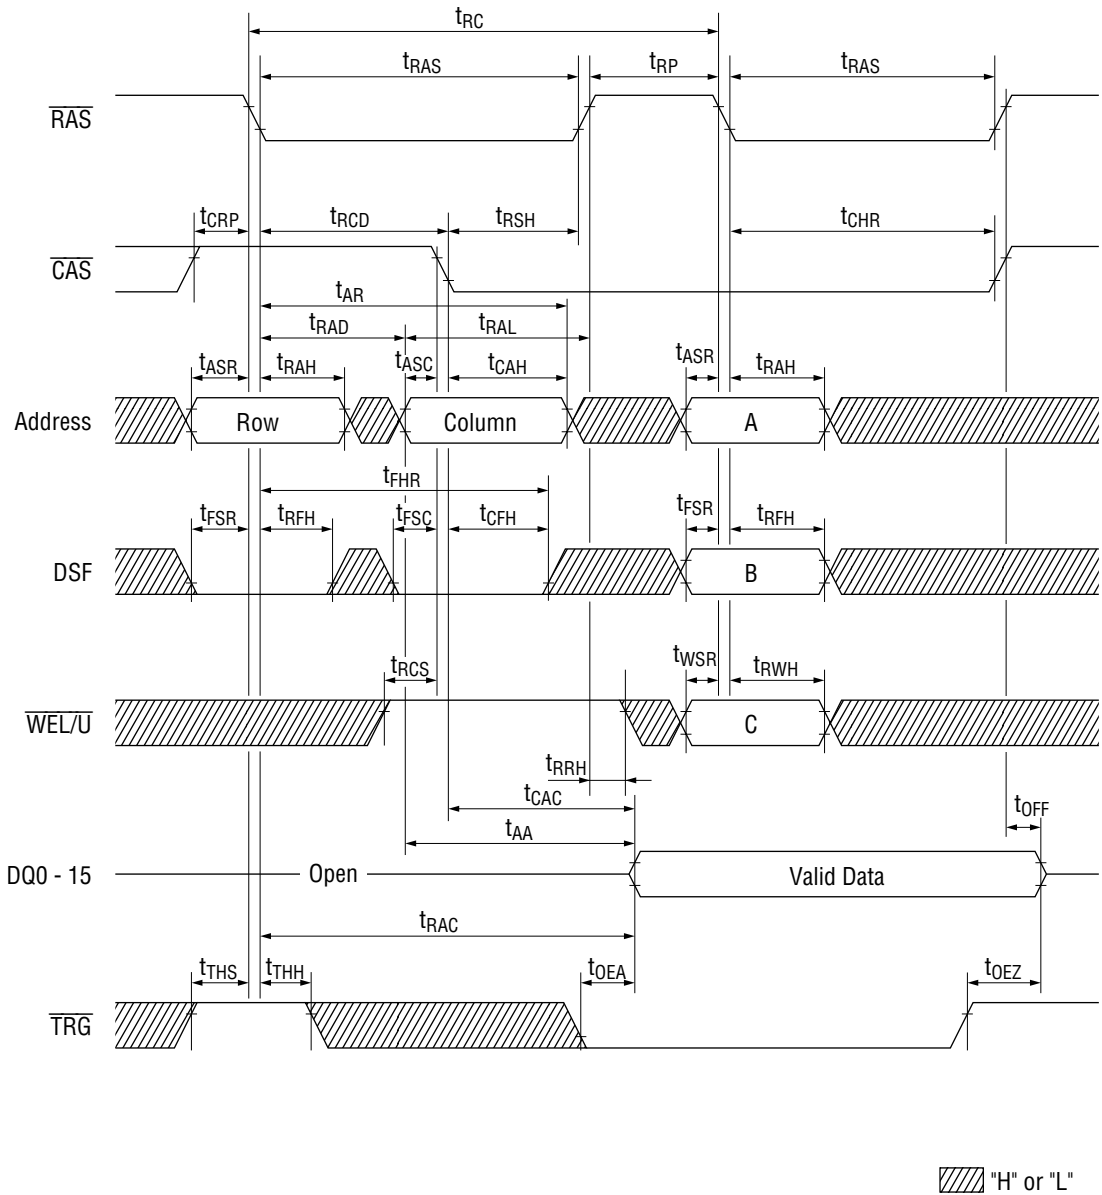 tRC
tRAS tRP tRAS
RAS
tCRP tRCD tRSH tCHR
CAS
tAR
tRAD tRAL
tASR tRAH tASC tCAH tASR tRAH
Address Row Column A
tFHR
tFSR tRFH tFSC tCFH tFSR tRFH
DSF B
tRCS tWSR tRWH
WEL/U C
tRRH
tCAC
tOFF
tAA
DQ0 - 15 Open Valid Data
tRAC
tTHS tTHH tOEA tOEZ
TRG
"H" or "L"